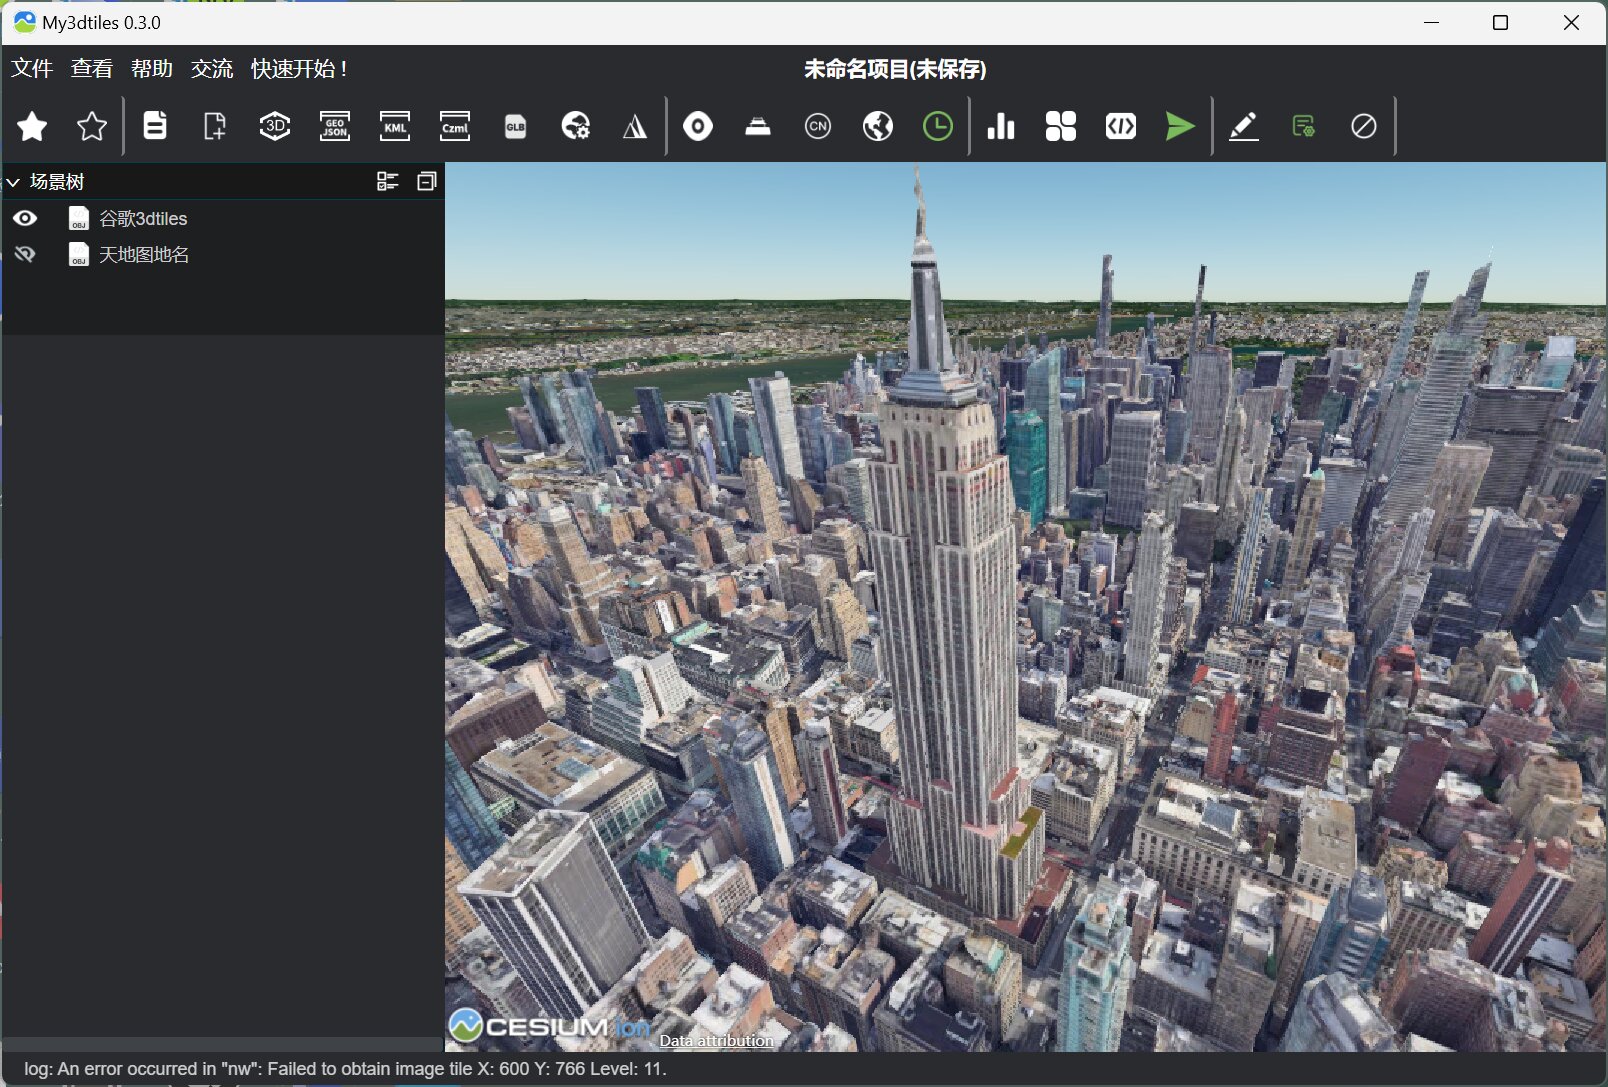 My3dtiles 0.3.0
文件 查看 帮助 交流 快速开始！
未命名项目(未保存)
3D GEO JSON KML Czml GLB CN
场景树
OBJ 谷歌3dtiles
OBJ 天地图地名
CESIUM ion
Data attribution
log: An error occurred in "nw": Failed to obtain image tile X: 600 Y: 766 Level: 11.